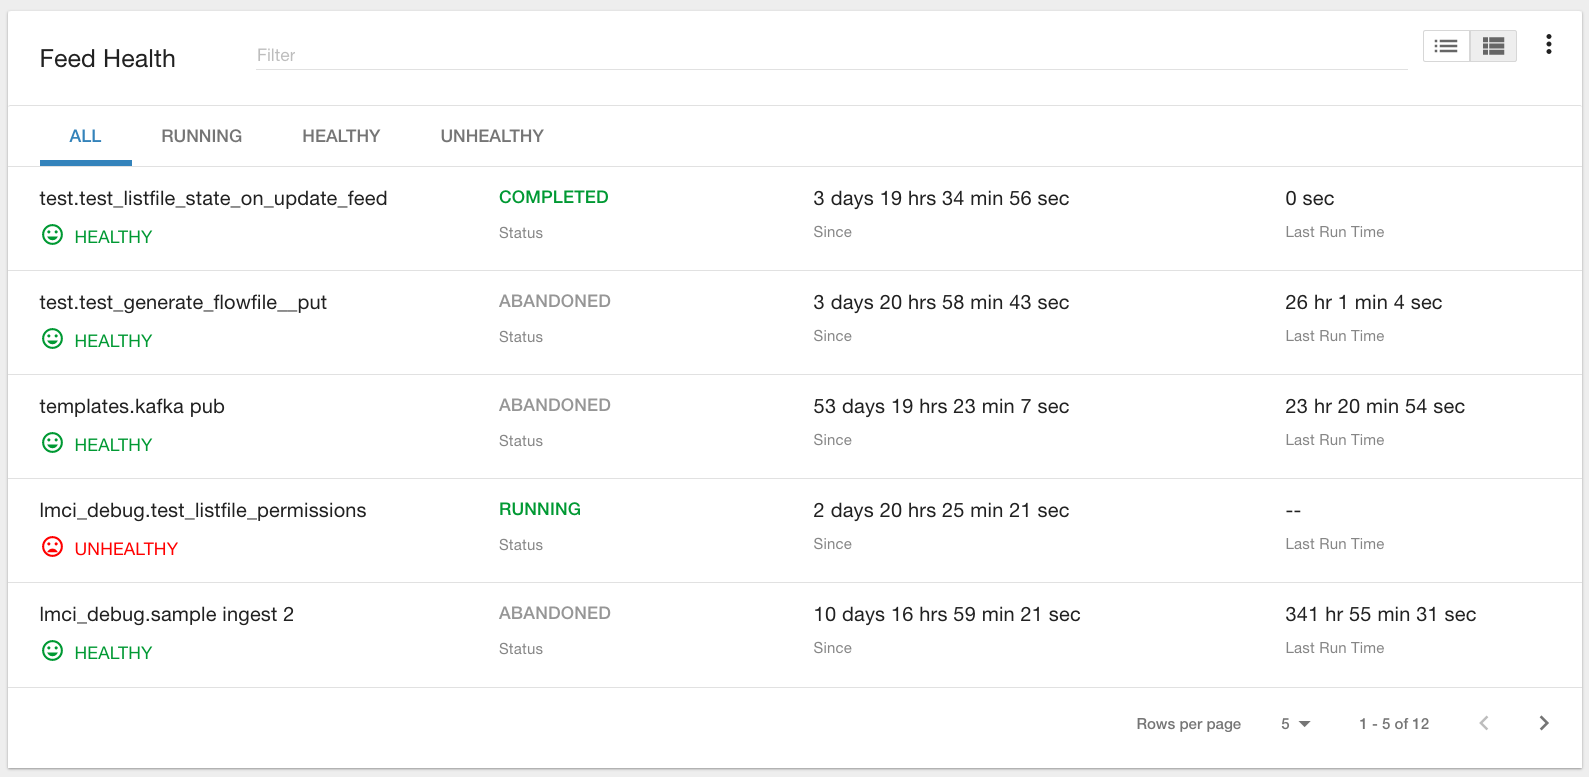 Feed Health
Filter
ALL RUNNING HEALTHY UNHEALTHY
test.test_listfile_state_on_update_feed COMPLETED 3 days 19 hrs 34 min 56 sec 0 sec
HEALTHY Status Since Last Run Time
test.test_generate_flowfile__put ABANDONED 3 days 20 hrs 58 min 43 sec 26 hr 1 min 4 sec
HEALTHY Status Since Last Run Time
templates.kafka pub ABANDONED 53 days 19 hrs 23 min 7 sec 23 hr 20 min 54 sec
HEALTHY Status Since Last Run Time
lmci_debug.test_listfile_permissions RUNNING 2 days 20 hrs 25 min 21 sec --
UNHEALTHY Status Since Last Run Time
lmci_debug.sample ingest 2 ABANDONED 10 days 16 hrs 59 min 21 sec 341 hr 55 min 31 sec
HEALTHY Status Since Last Run Time
Rows per page 5 1 - 5 of 12